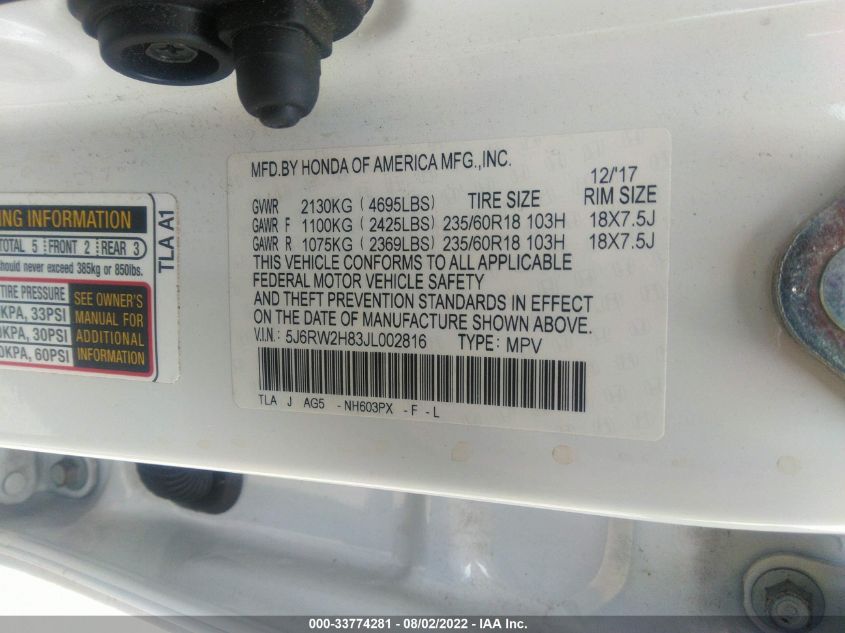 MFD.BY HONDA OF AMERICA MFG.,INC.
12/'17
GVWR 2130KG ( 4695LBS) TIRE SIZE RIM SIZE
GAWR F 1100KG ( 2425LBS) 235/60R18 103H 18X7.5J
GAWR R 1075KG ( 2369LBS) 235/60R18 103H 18X7.5J
THIS VEHICLE CONFORMS TO ALL APPLICABLE
FEDERAL MOTOR VEHICLE SAFETY
AND THEFT PREVENTION STANDARDS IN EFFECT
ON THE DATE OF MANUFACTURE SHOWN ABOVE.
V.I.N.: 5J6RW2H83JL002816 TYPE: MPV
TLA J AG5 -NH603PX -F -L
INFORMATION
TOTAL 5 FRONT 2 REAR 3
should never exceed 385kg or 850lbs.
TIRE PRESSURE
33PSI
30PSI
60PSI
SEE OWNER'S
MANUAL FOR
ADDITIONAL
INFORMATION
TLA A1
000-33774281 - 08/02/2022 - IAA Inc.